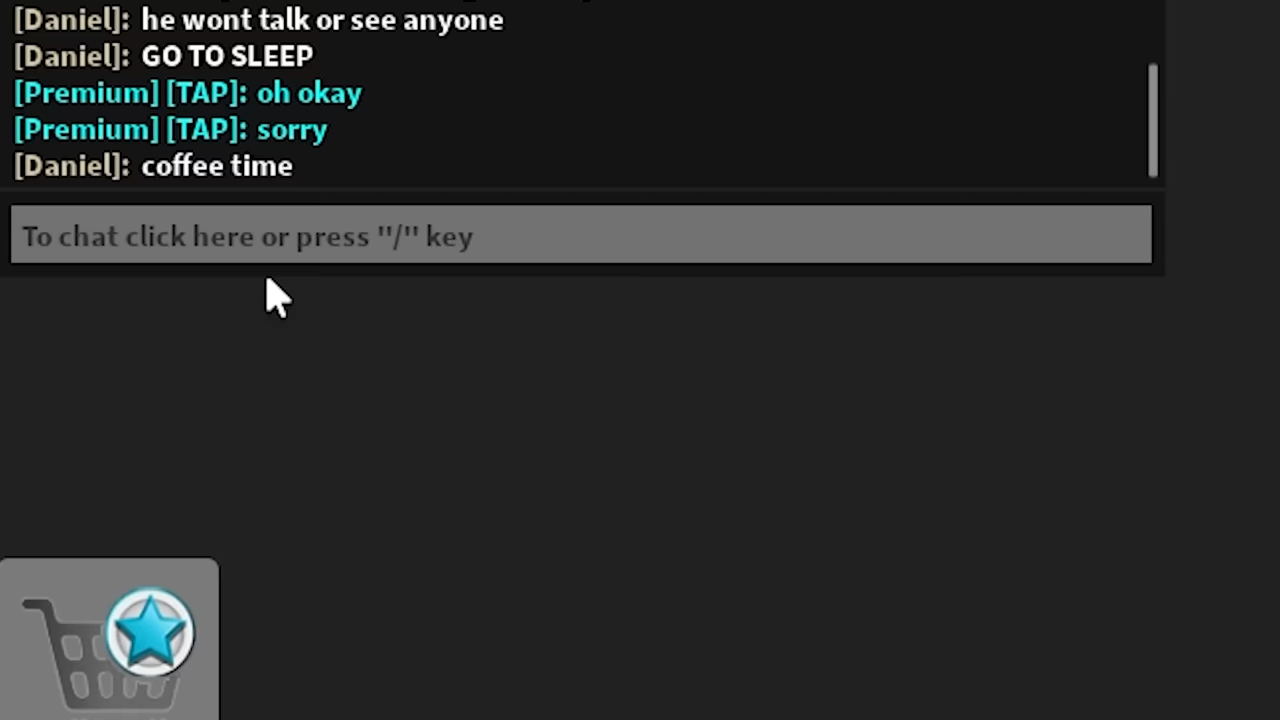 [Daniel]: he wont talk or see anyone
[Daniel]: GO TO SLEEP
[Premium] [TAP]: oh okay
[Premium] [TAP]: sorry
[Daniel]: coffee time
To chat click here or press "/" key